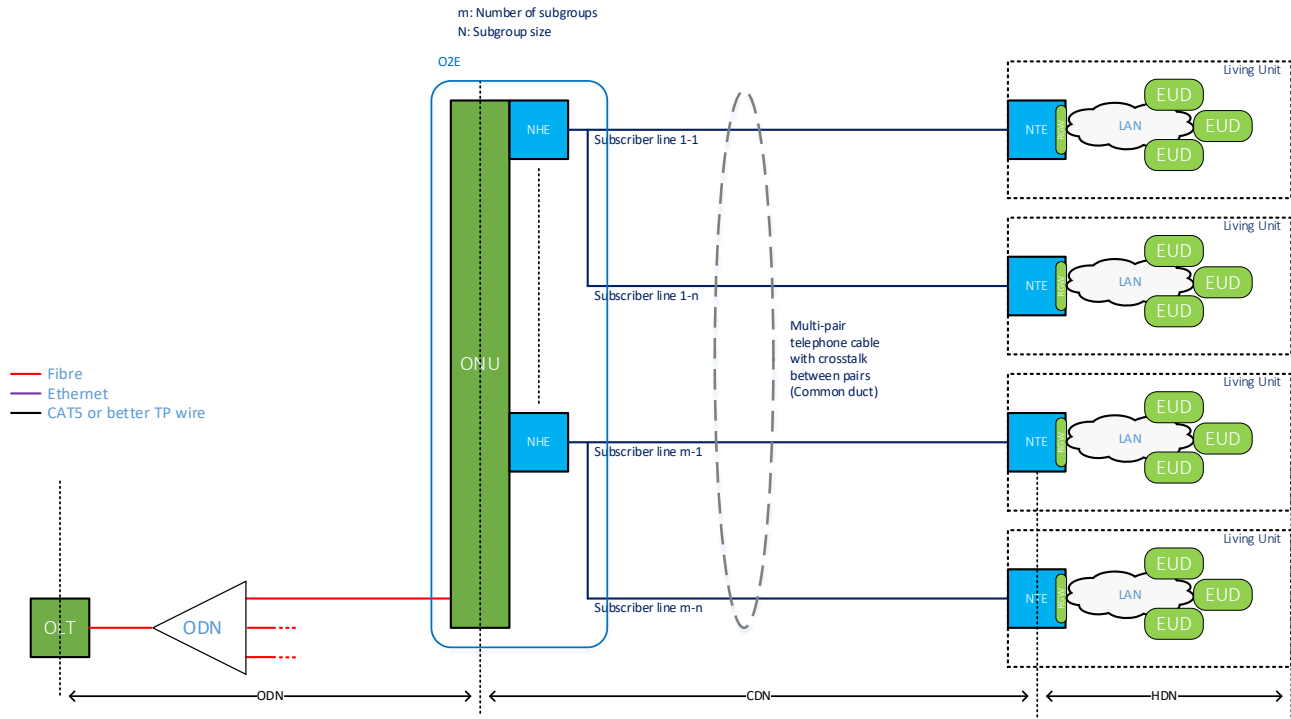 m: Number of subgroups
N: Subgroup size
O2E
Living Unit
NHE
Subscriber line 1-1
NTE
RGW
LAN
EUD
EUD
EUD
Living Unit
Subscriber line 1-n
NTE
RGW
LAN
EUD
EUD
EUD
Multi-pair
telephone cable
with crosstalk
between pairs
(Common duct)
ONU
Fibre
Ethernet
CAT5 or better TP wire
Living Unit
NHE
Subscriber line m-1
NTE
RGW
LAN
EUD
EUD
EUD
Living Unit
Subscriber line m-n
NTE
RGW
LAN
EUD
EUD
EUD
OLT
ODN
ODN
CDN
HDN